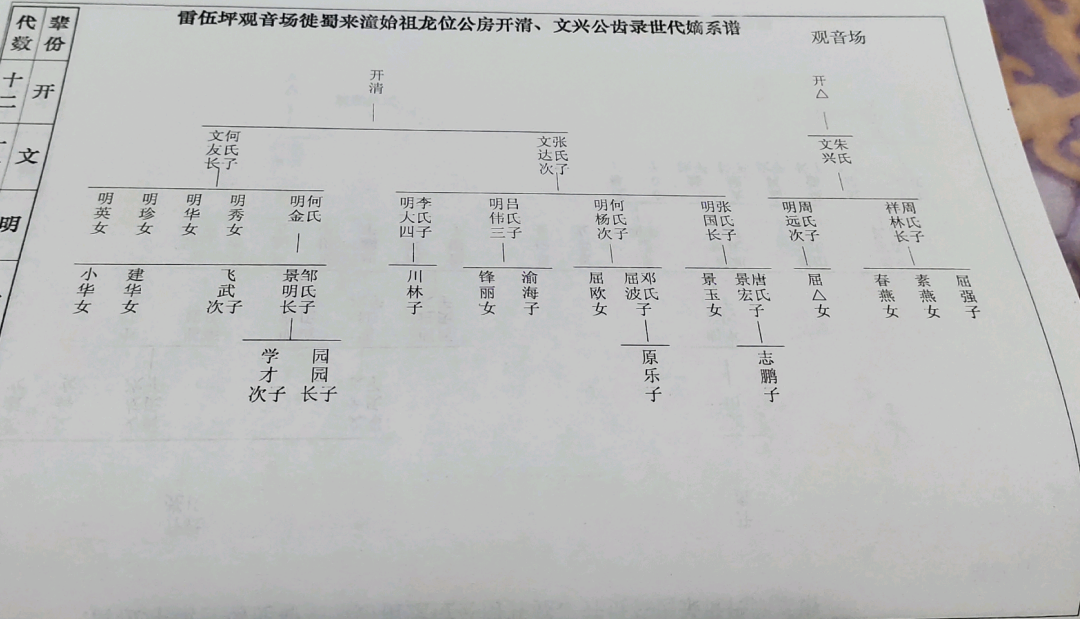 雷伍坪观音场徙蜀来潼始祖龙位公房开清、文兴公齿录世代嫡系谱
观音场
代数 辈份
十二 开
文
明
开清
开△
文友长 何氏子
文达次 张氏子
文兴 朱氏
明英女
明珍女
明华女
明秀女
明金 何氏
明大四 李氏子
明伟三 吕氏子
明杨次 何氏子
明国长 张氏子
明远次 周氏子
祥林长 周氏子
小华女
建华女
飞武次子
景明长 邹氏子
川林子
锋丽女
渝海子
屈欧女
屈波 邓氏子
景玉女
景宏 唐氏子
屈△女
春燕女
素燕女
屈强子
学才次子
园园长子
原乐子
志鹏子